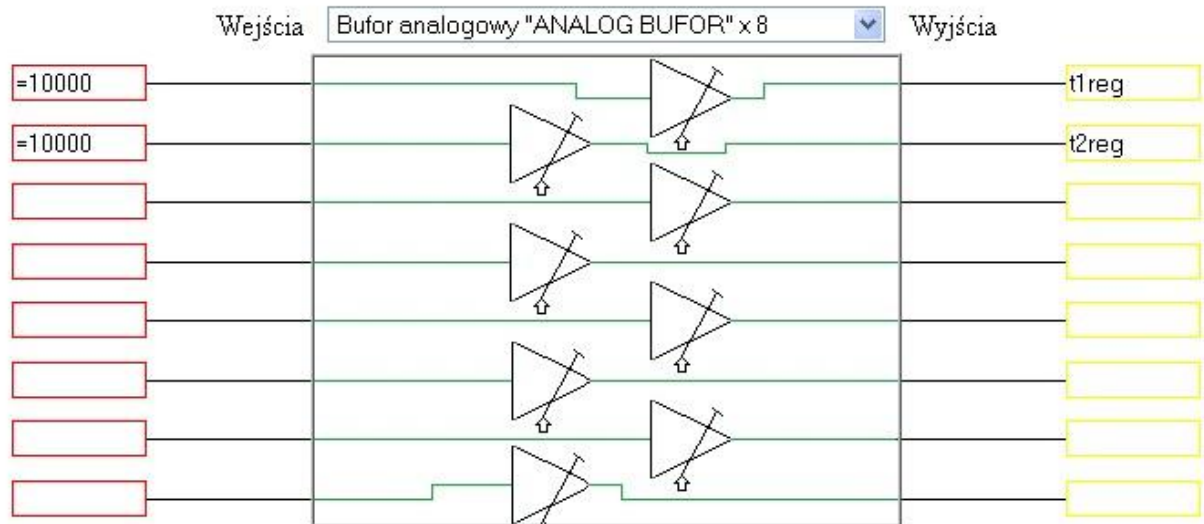 Wejścia Bufor analogowy "ANALOG BUFOR" x 8 Wyjścia
=10000 t1reg
=10000 t2reg